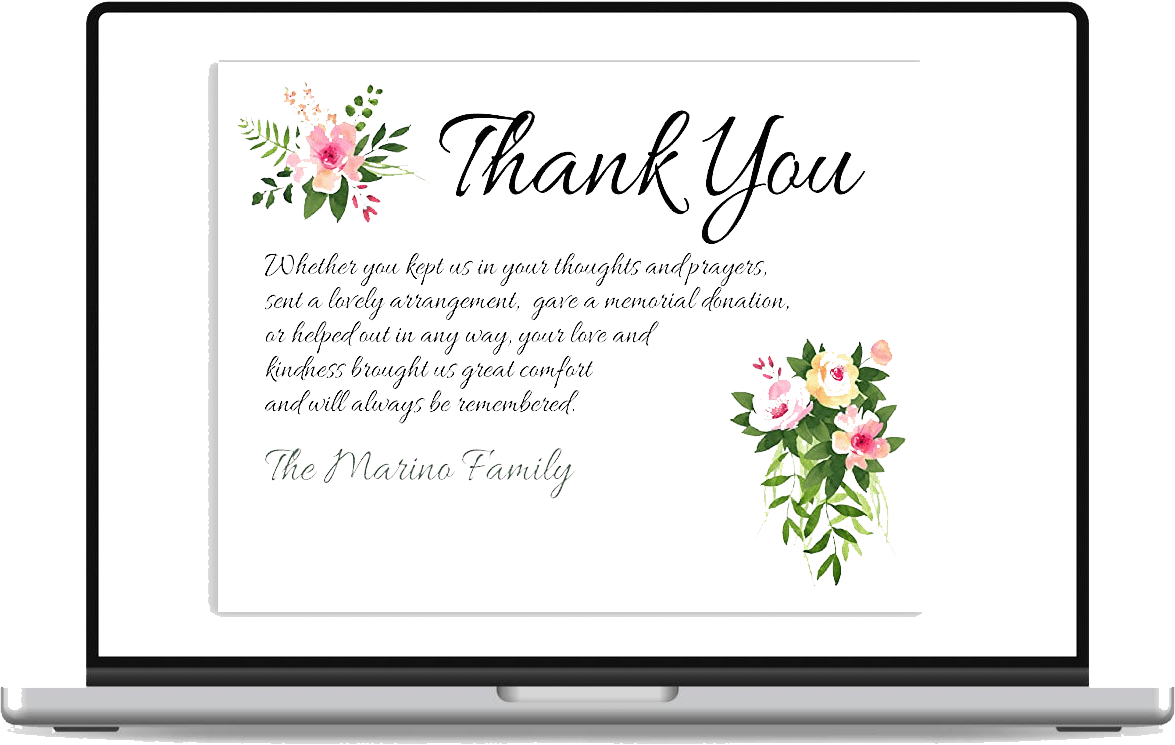 Thank You
Whether you kept us in your thoughts and prayers,
sent a lovely arrangement, gave a memorial donation,
or helped out in any way, your love and
kindness brought us great comfort
and will always be remembered.
The Marino Family